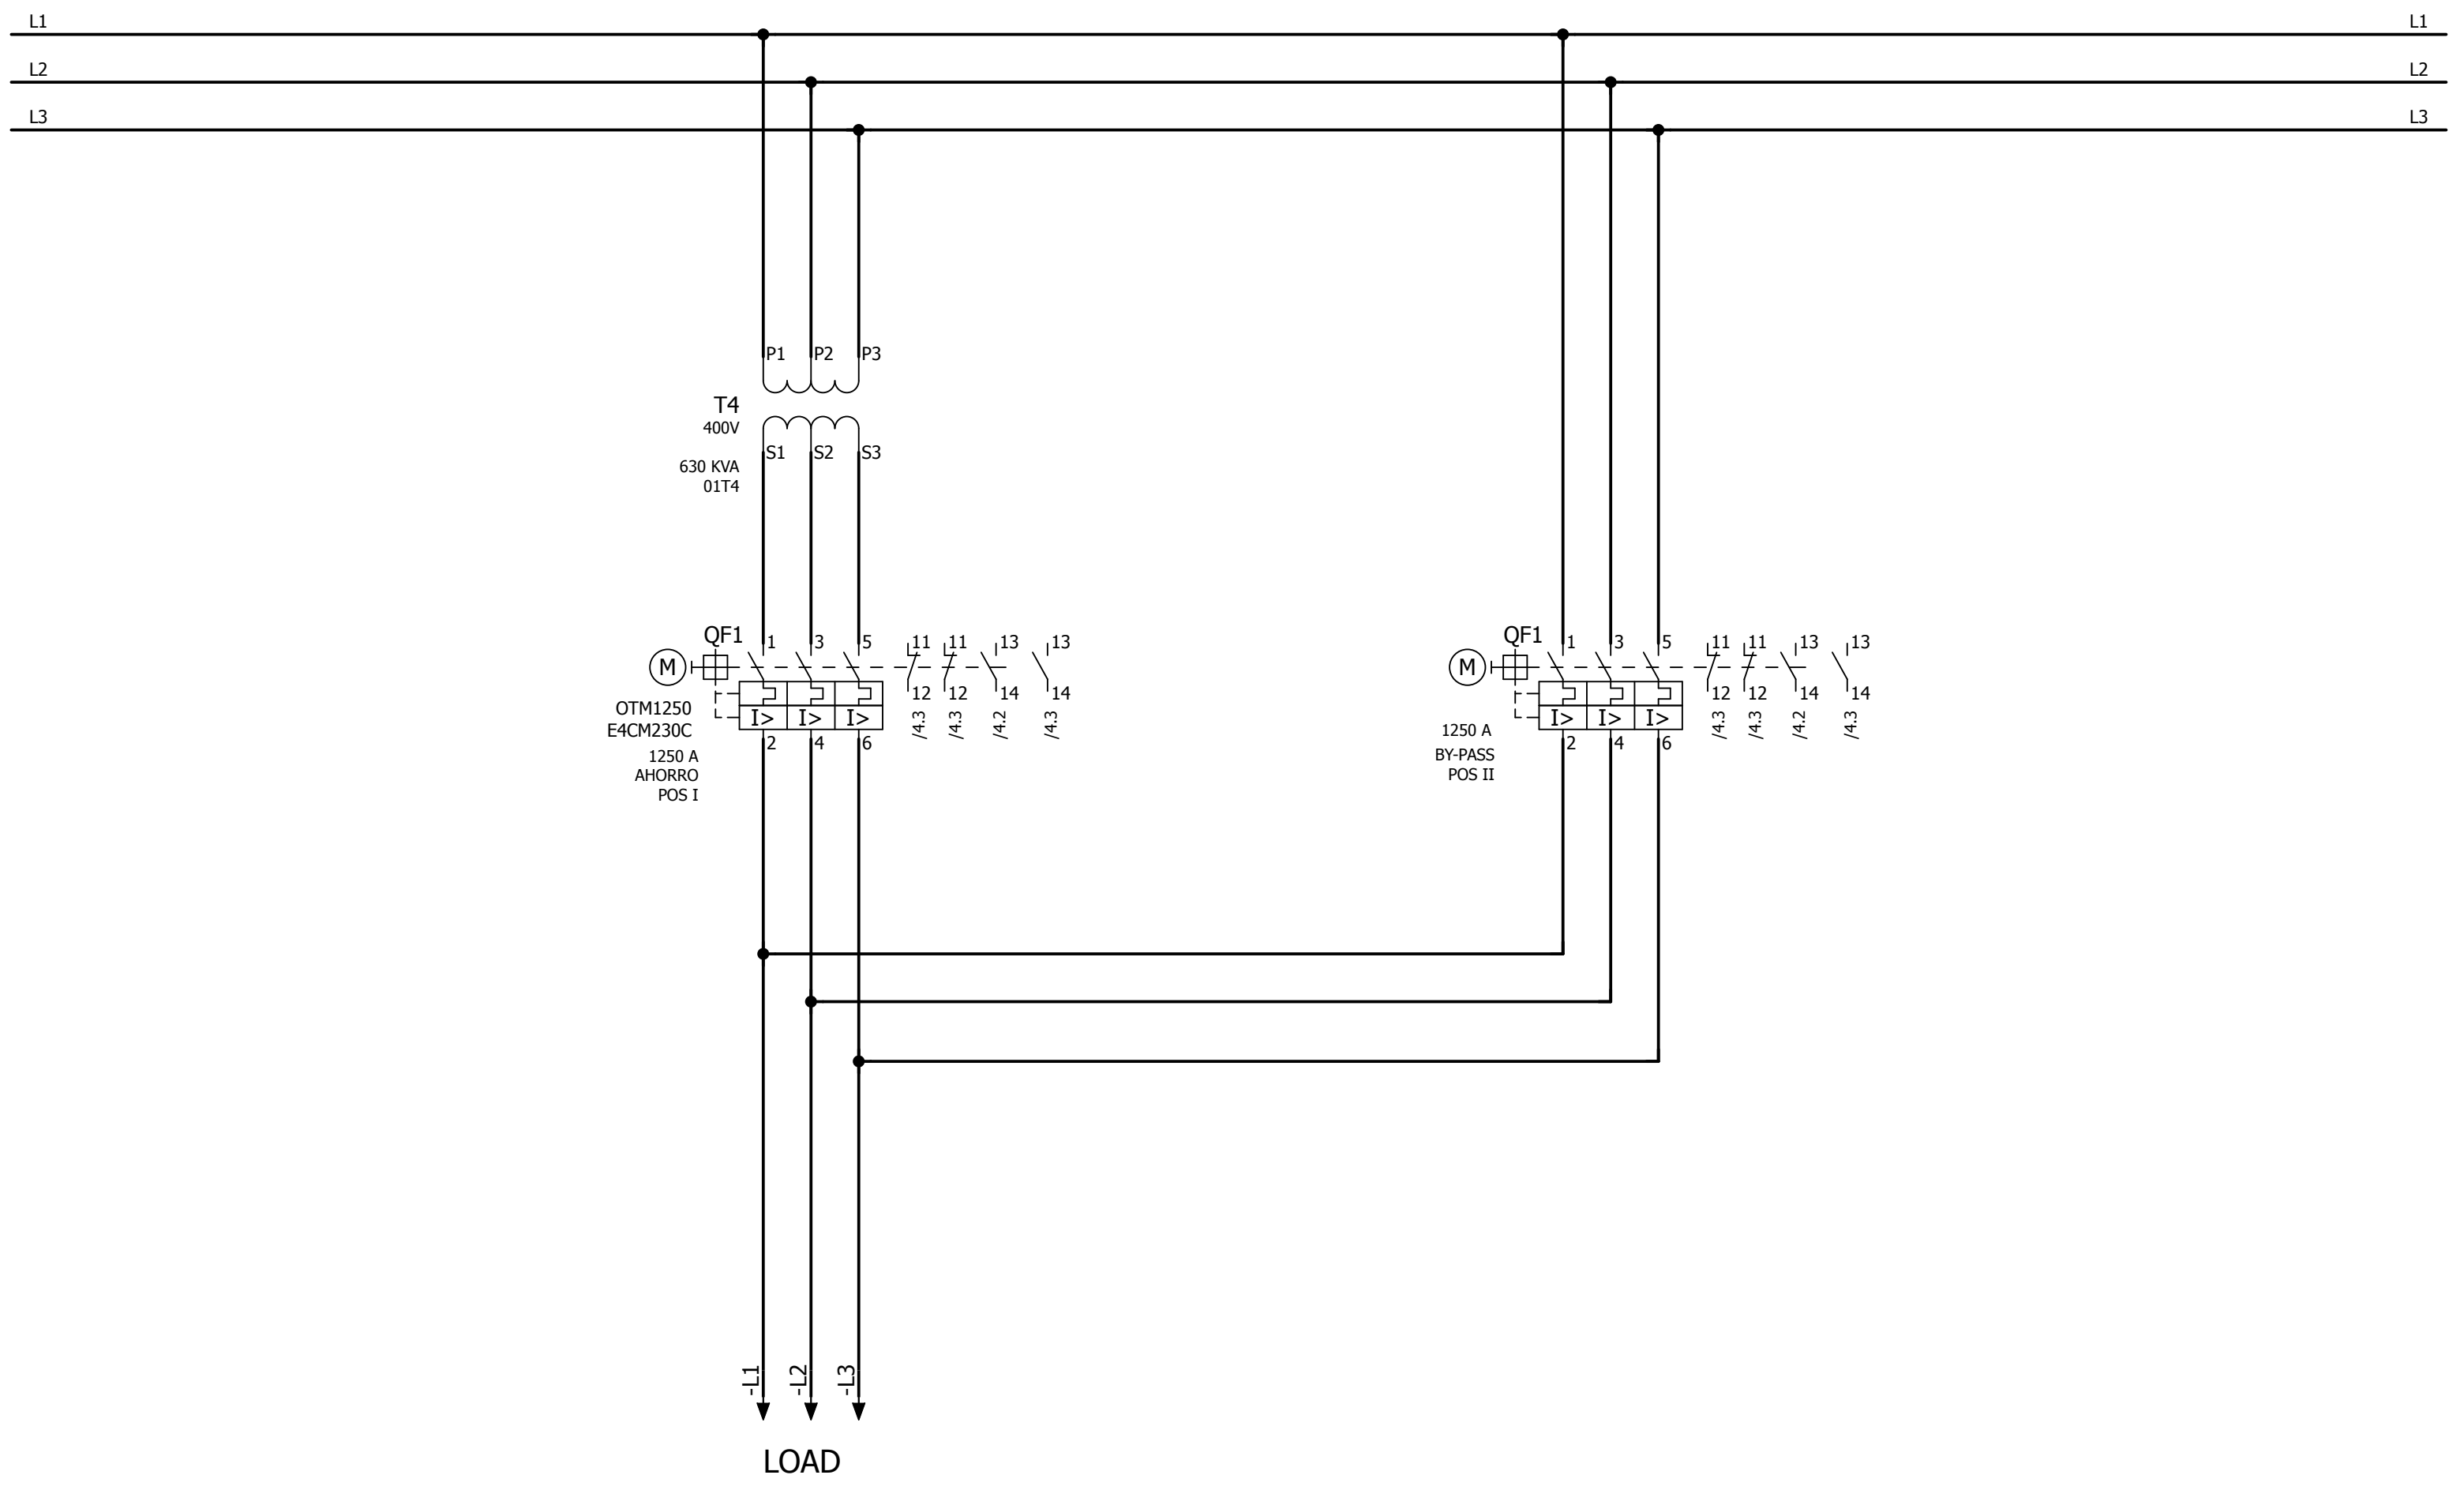 L1 L1
L2 L2
L3 L3
P1 P2 P3
T4
400V
S1 S2 S3
630 KVA
01T4
QF1 1 3 5 11 11 13 13
M
12 12 14 14
OTM1250
E4CM230C
I> I> I>
/4.3 /4.3 /4.2 /4.3
2 4 6
1250 A
AHORRO
POS I
QF1 1 3 5 11 11 13 13
M
12 12 14 14
I> I> I>
/4.3 /4.3 /4.2 /4.3
1250 A
2 4 6
BY-PASS
POS II
-L1 -L2 -L3
LOAD